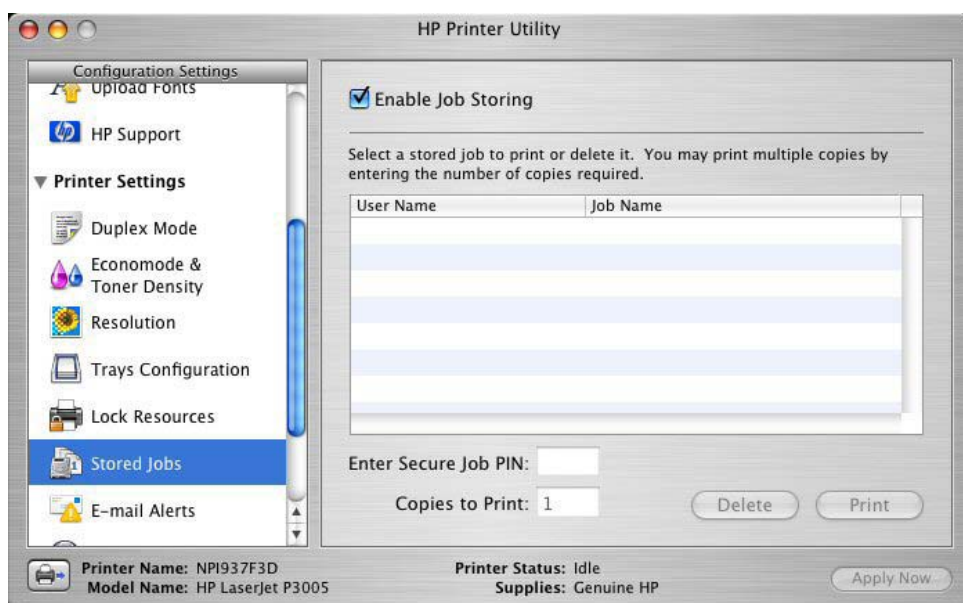 HP Printer Utility
Configuration Settings
Upload Fonts
HP Support
Printer Settings
Duplex Mode
Economode &
Toner Density
Resolution
Trays Configuration
Lock Resources
Stored Jobs
E-mail Alerts
Enable Job Storing
Select a stored job to print or delete it. You may print multiple copies by
entering the number of copies required.
User Name Job Name
Enter Secure Job PIN:
Copies to Print: 1
Delete Print
Printer Name: NPI937F3D
Model Name: HP LaserJet P3005
Printer Status: Idle
Supplies: Genuine HP
Apply Now